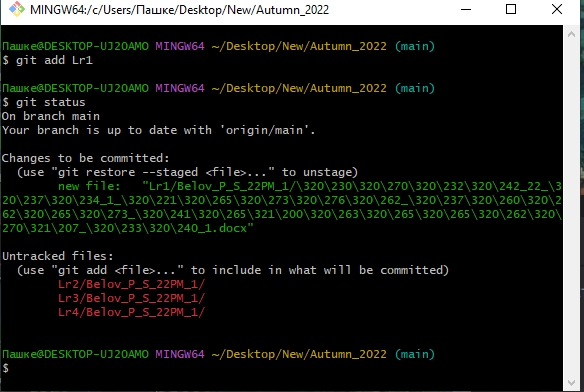 MINGW64:/c/Users/Пашке/Desktop/New/Autumn_2022
Пашке@DESKTOP-UJ2OAMO MINGW64 ~/Desktop/New/Autumn_2022 (main)
$ git add Lr1
Пашке@DESKTOP-UJ2OAMO MINGW64 ~/Desktop/New/Autumn_2022 (main)
$ git status
On branch main
Your branch is up to date with 'origin/main'.
Changes to be committed:
(use "git restore --staged <file>..." to unstage)
new file:   "Lr1/Belov_P_S_22PM_1/\320\230\320\270\320\232\320\242_22_\3
20\237\320\234_1_\320\221\320\265\320\273\320\276\320\262_\320\237\320\260\320\2
62\320\265\320\273_\320\241\320\265\321\200\320\263\320\265\320\265\320\262\320\
270\321\207_\320\233\320\240_1.docx"
Untracked files:
(use "git add <file>..." to include in what will be committed)
Lr2/Belov_P_S_22PM_1/
Lr3/Belov_P_S_22PM_1/
Lr4/Belov_P_S_22PM_1/
Пашке@DESKTOP-UJ2OAMO MINGW64 ~/Desktop/New/Autumn_2022 (main)
$